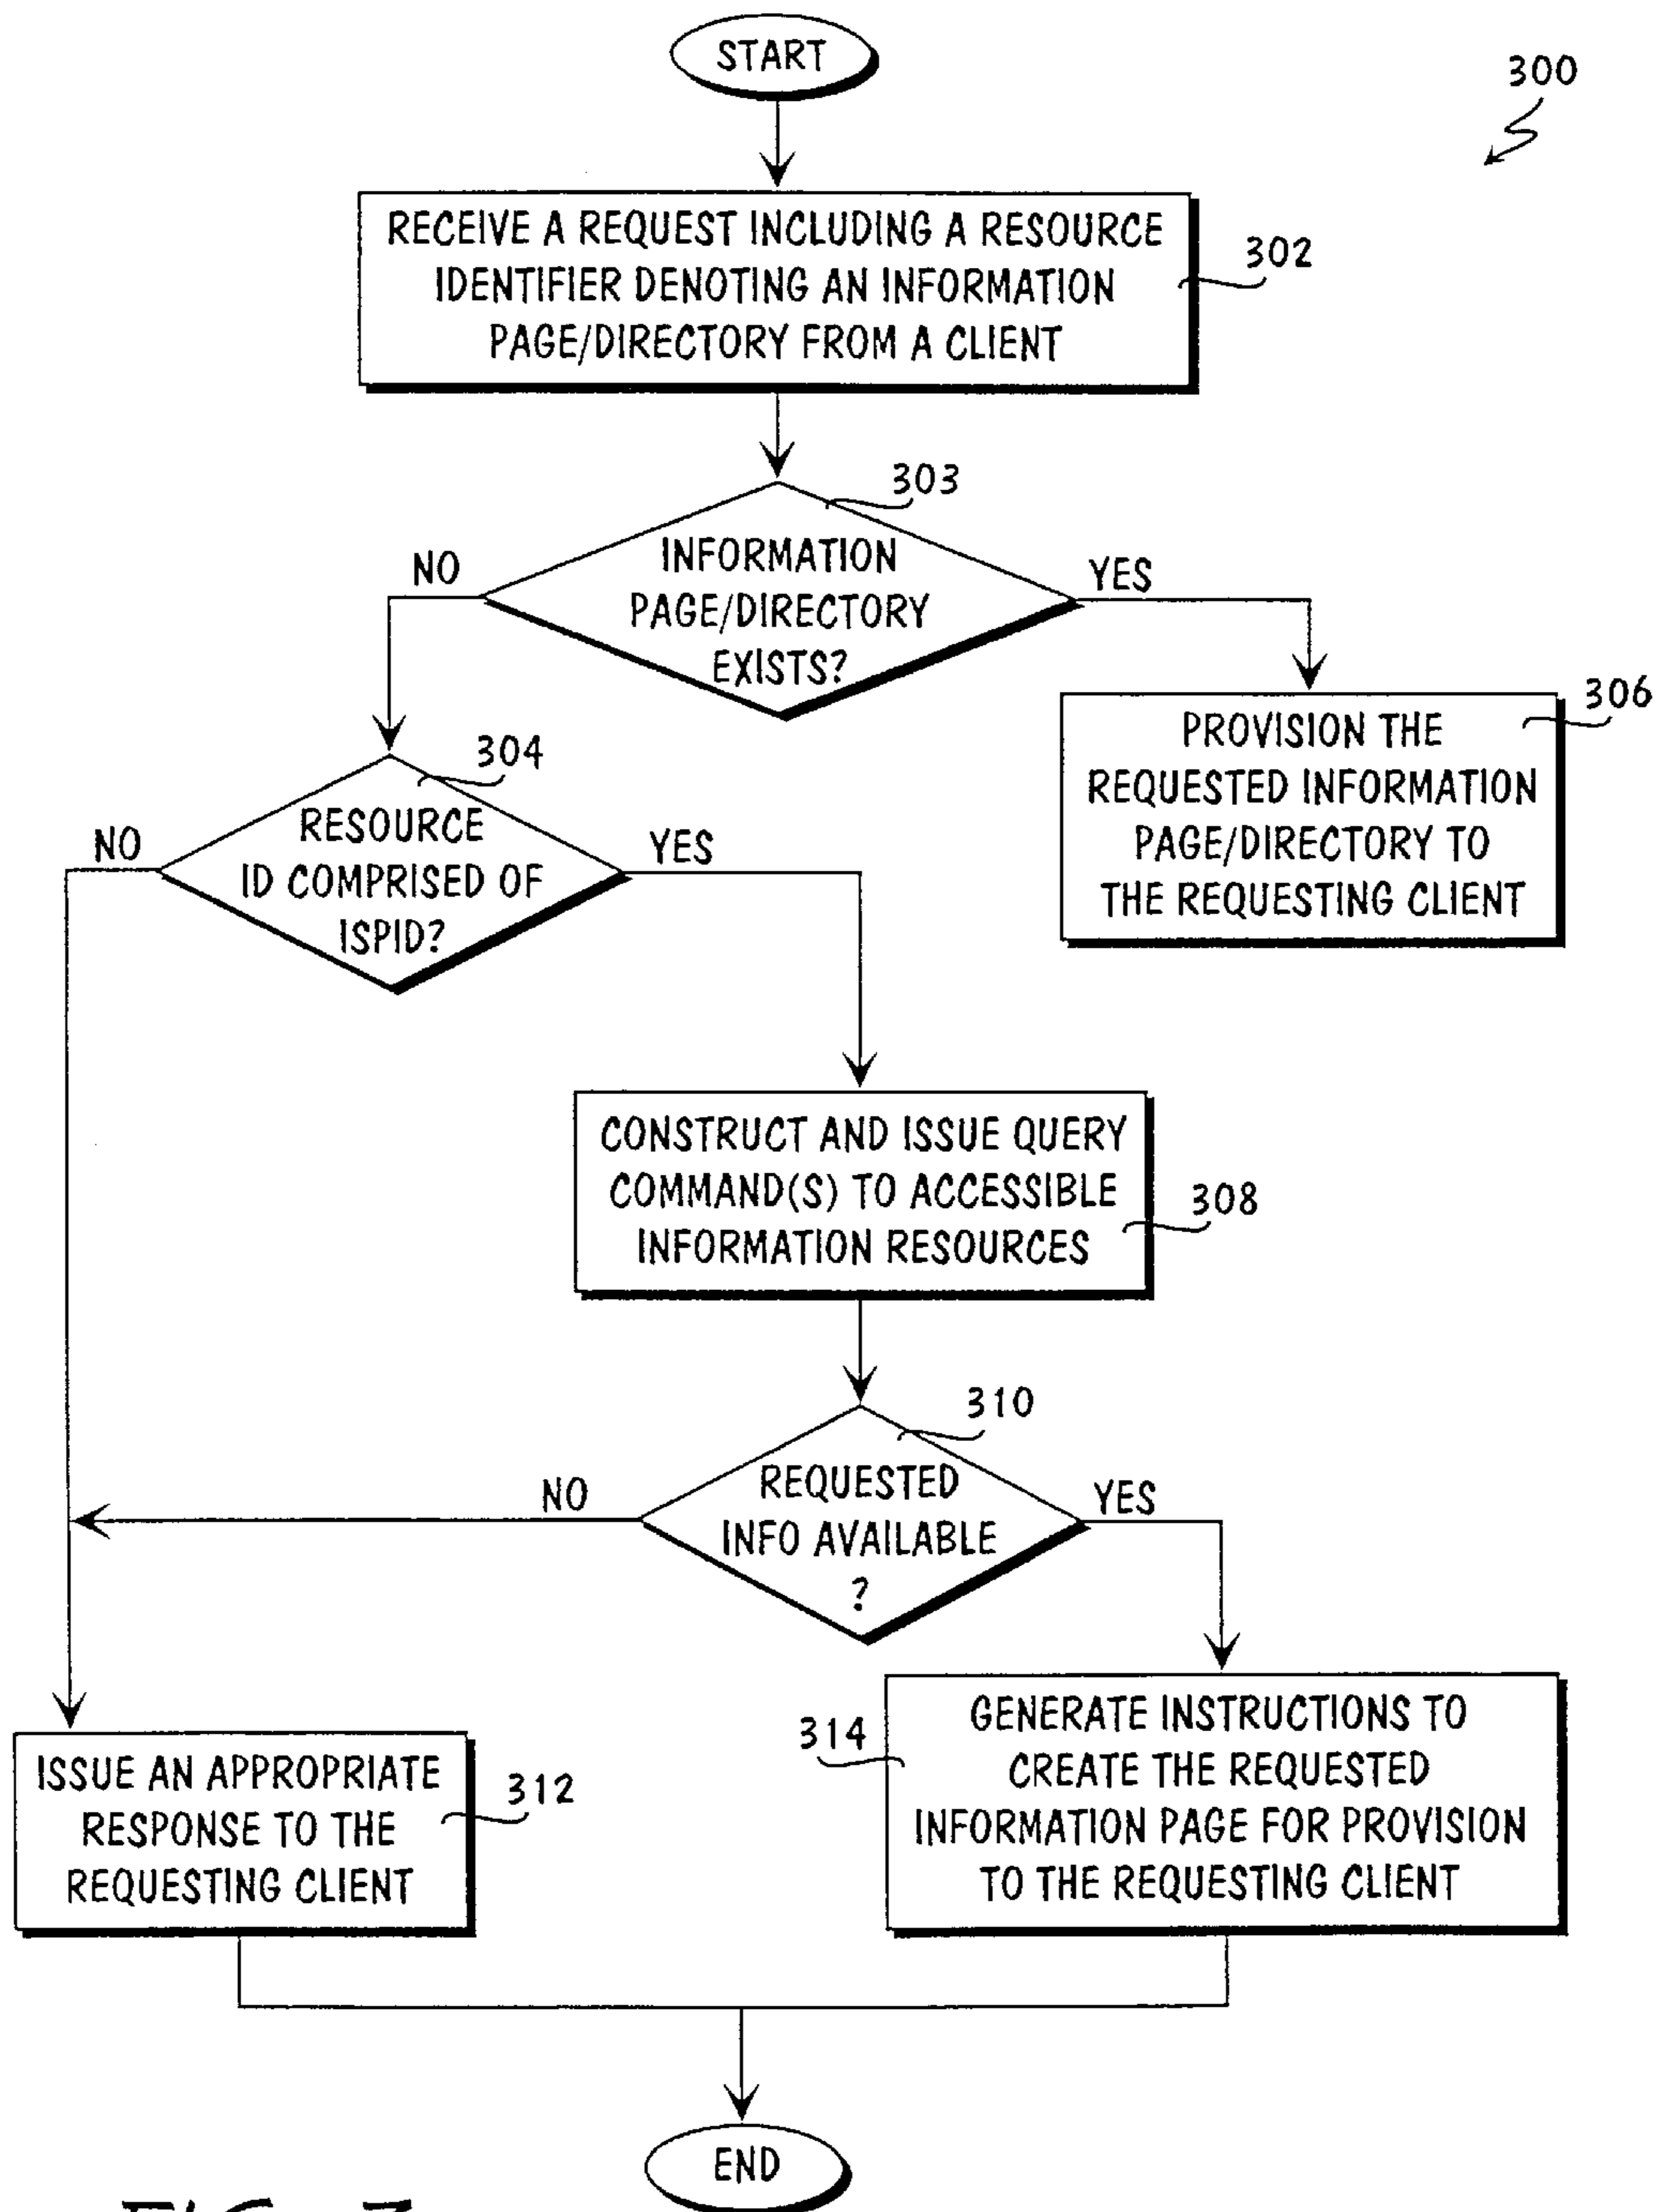 START
300
RECEIVE A REQUEST INCLUDING A RESOURCE
IDENTIFIER DENOTING AN INFORMATION
PAGE/DIRECTORY FROM A CLIENT
302
303
INFORMATION
PAGE/DIRECTORY
EXISTS?
NO
YES
304
RESOURCE
ID COMPRISED OF
ISPID?
NO
YES
306
PROVISION THE
REQUESTED INFORMATION
PAGE/DIRECTORY TO
THE REQUESTING CLIENT
CONSTRUCT AND ISSUE QUERY
COMMAND(S) TO ACCESSIBLE
INFORMATION RESOURCES
308
310
REQUESTED
INFO AVAILABLE
?
NO
YES
ISSUE AN APPROPRIATE
RESPONSE TO THE
REQUESTING CLIENT
312
314
GENERATE INSTRUCTIONS TO
CREATE THE REQUESTED
INFORMATION PAGE FOR PROVISION
TO THE REQUESTING CLIENT
END